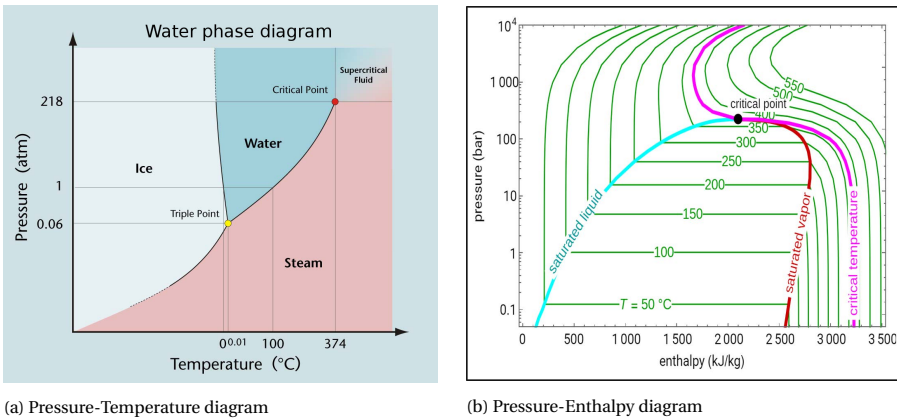 Water phase diagram
Pressure (atm)
218
1
0.06
Ice
Water
Steam
Supercritical
Fluid
Critical Point
Triple Point
0
0.01
100
374
Temperature (°C)
(a) Pressure-Temperature diagram
pressure (bar)
10⁴
1000
100
10
1
0.1
critical point
550
500
400
350
300
250
200
150
100
T = 50 °C
saturated liquid
saturated vapor
critical temperature
0
500
1 000
1 500
2 000
2 500
3 000
3 500
enthalpy (kJ/kg)
(b) Pressure-Enthalpy diagram